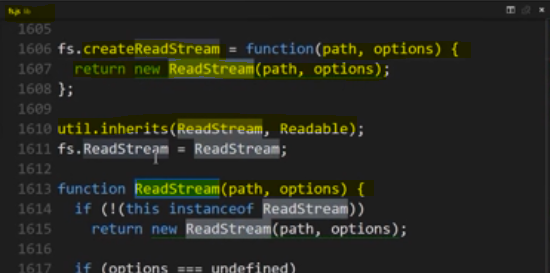 fs.js lib
1605
1606 fs.createReadStream = function(path, options) {
1607   return new ReadStream(path, options);
1608 };
1609
1610 util.inherits(ReadStream, Readable);
1611 fs.ReadStream = ReadStream;
1612
1613 function ReadStream(path, options) {
1614   if (!(this instanceof ReadStream))
1615     return new ReadStream(path, options);
1616
1617   if (options === undefined)